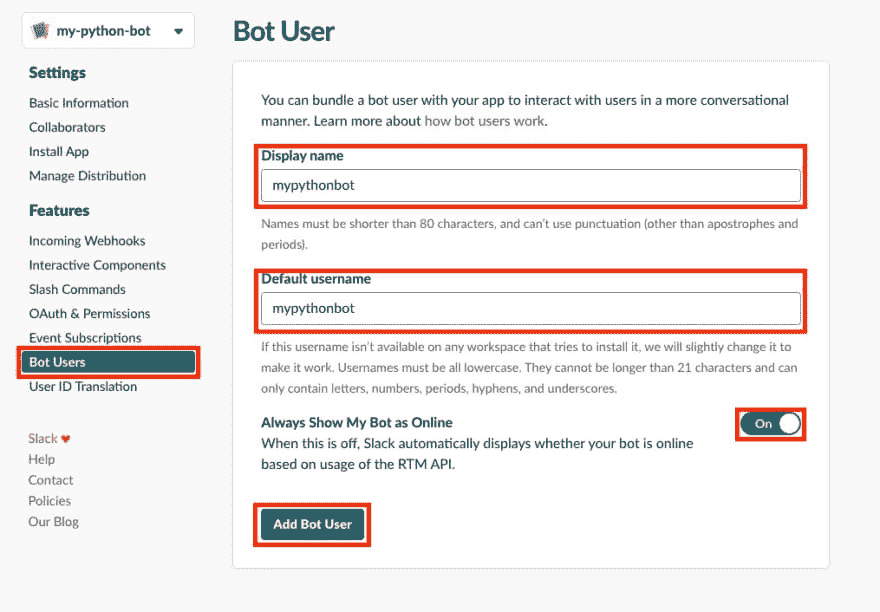 my-python-bot
Settings
Basic Information
Collaborators
Install App
Manage Distribution
Features
Incoming Webhooks
Interactive Components
Slash Commands
OAuth & Permissions
Event Subscriptions
Bot Users
User ID Translation
Slack
Help
Contact
Policies
Our Blog
Bot User
You can bundle a bot user with your app to interact with users in a more conversational
manner. Learn more about how bot users work.
Display name
mypythonbot
Names must be shorter than 80 characters, and can’t use punctuation (other than apostrophes and
periods).
Default username
mypythonbot
If this username isn’t available on any workspace that tries to install it, we will slightly change it to
make it work. Usernames must be all lowercase. They cannot be longer than 21 characters and can
only contain letters, numbers, periods, hyphens, and underscores.
Always Show My Bot as Online
On
When this is off, Slack automatically displays whether your bot is online
based on usage of the RTM API.
Add Bot User